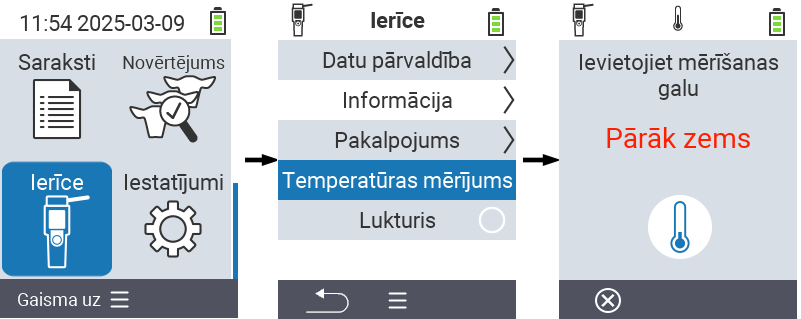 11:54 2025-03-09
Saraksti
Novērtējums
Ierīce
Iestatījumi
Gaisma uz
Ierīce
Datu pārvaldība
Informācija
Pakalpojums
Temperatūras mērījums
Lukturis
Ievietojiet mērīšanas
galu
Pārāk zems